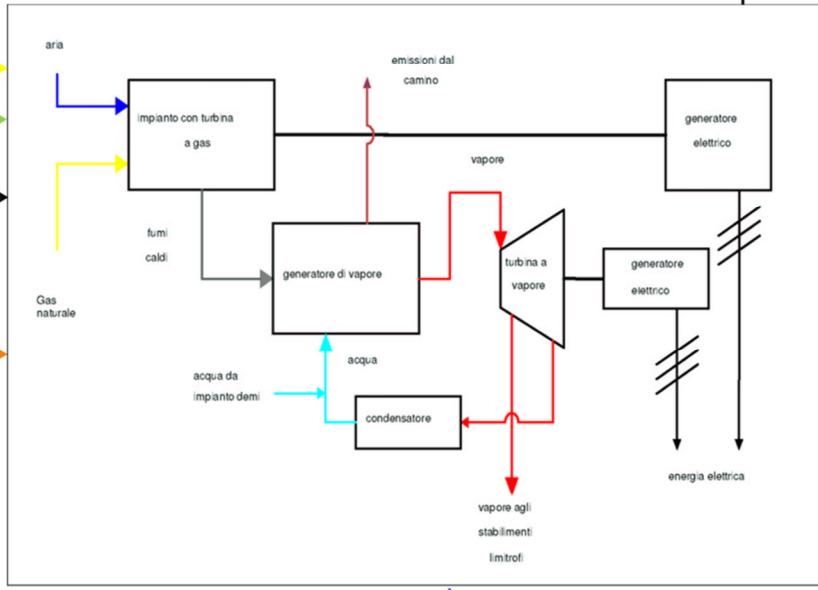 aria
emissioni dal
camino
impianto con turbina
a gas
generatore
elettrico
vapore
fumi
caldi
generatore di vapore
turbina a
vapore
generatore
elettrico
Gas
naturale
acqua
acqua da
impianto demi
condensatore
energia elettrica
vapore agli
stabilimenti
limitrofi